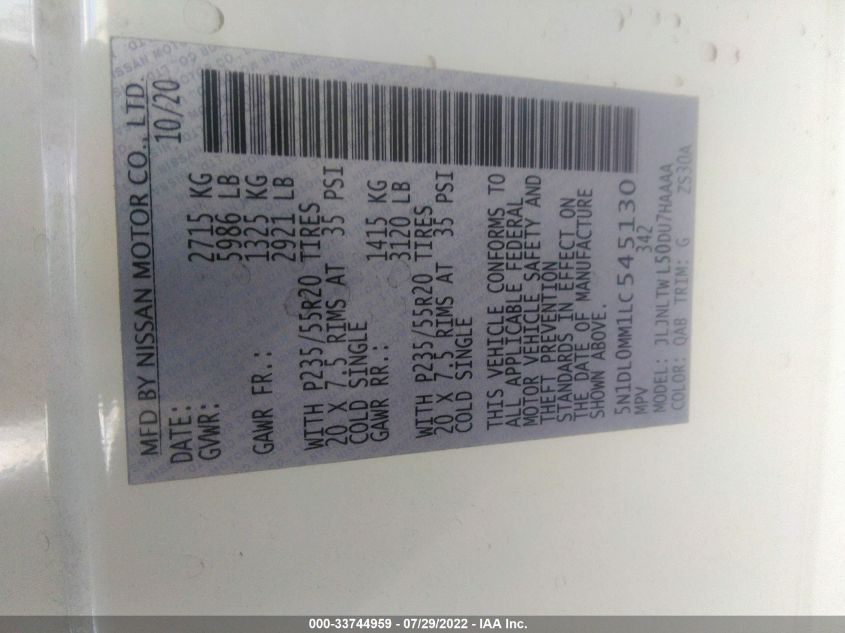 MFD BY NISSAN MOTOR CO., LTD.
DATE: 10/20
GVWR: 2715 KG
5986 LB
GAWR FR.: 1325 KG
2921 LB
WITH P235/55R20 TIRES
20 X 7.5 RIMS AT 35 PSI
COLD SINGLE
GAWR RR.: 1415 KG
3120 LB
WITH P235/55R20 TIRES
20 X 7.5 RIMS AT 35 PSI
COLD SINGLE
THIS VEHICLE CONFORMS TO
ALL APPLICABLE FEDERAL
MOTOR VEHICLE SAFETY AND
THEFT PREVENTION
STANDARDS IN EFFECT ON
THE DATE OF MANUFACTURE
SHOWN ABOVE.
5N1DL0MM1LC545130
MPV 342
MODEL: JLJNLTWL50DU7HAAAA
COLOR: QAB TRIM: G ZS30A
000-33744959 - 07/29/2022 - IAA Inc.